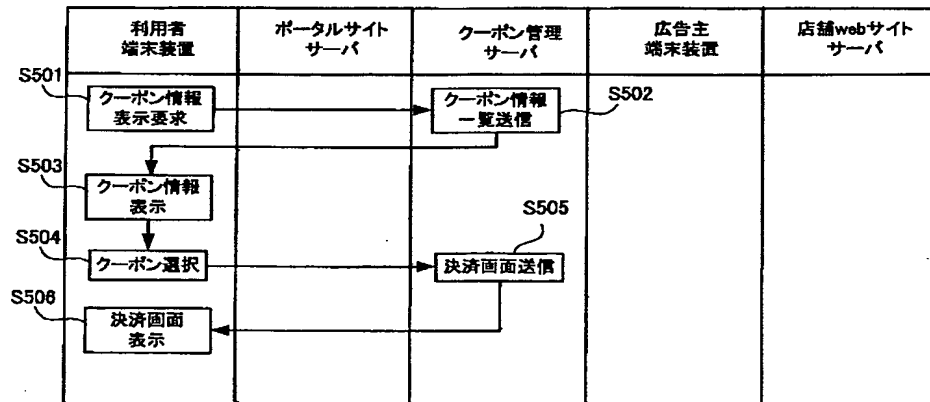 利用者
端末装置
ポータルサイト
サーバ
クーポン管理
サーバ
広告主
端末装置
店舗webサイト
サーバ
S501
クーポン情報
表示要求
クーポン情報
一覧送信
S502
S503
クーポン情報
表示
S504
クーポン選択
S505
決済画面送信
S506
決済画面
表示